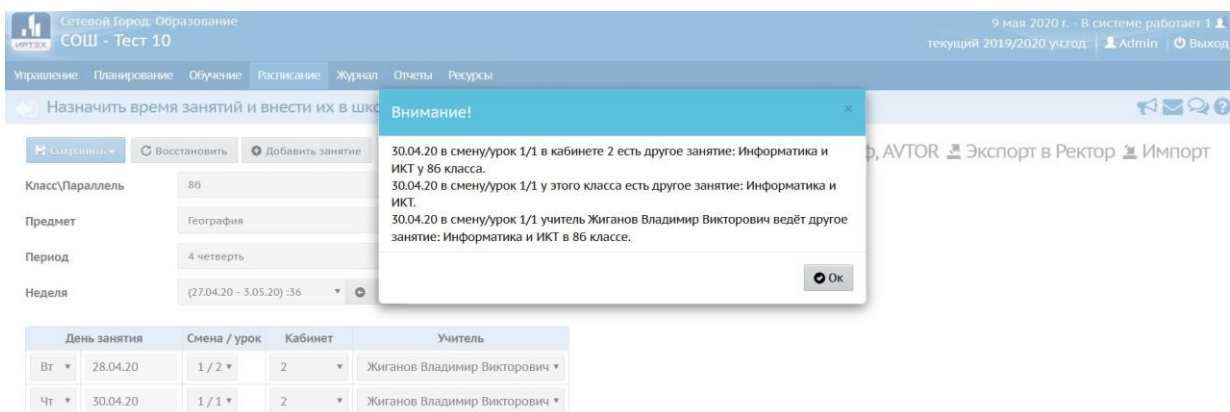 Сетевой Город. Образование
ИРТЕХ
СОШ - Тест 10
9 мая 2020 г. - В системе работает 1
текущий 2019/2020 уч.год Admin Выход
Управление Планирование Обучение Расписание Журнал Отчеты Ресурсы
Назначить время занятий и внести их в шко
Внимание!
×
30.04.20 в смену/урок 1/1 в кабинете 2 есть другое занятие: Информатика и
ИКТ у 8б класса.
30.04.20 в смену/урок 1/1 у этого класса есть другое занятие: Информатика и
ИКТ.
30.04.20 в смену/урок 1/1 учитель Жиганов Владимир Викторович ведёт другое
занятие: Информатика и ИКТ в 8б классе.
Ок
Сохранить Восстановить Добавить занятие
ф, AVTOR Экспорт в Ректор Импорт
Класс\Параллель 8б
Предмет География
Период 4 четверть
Неделя (27.04.20 - 3.05.20) :36
День занятия Смена / урок Кабинет Учитель
Вт 28.04.20 1 / 2 2 Жиганов Владимир Викторович
Чт 30.04.20 1 / 1 2 Жиганов Владимир Викторович